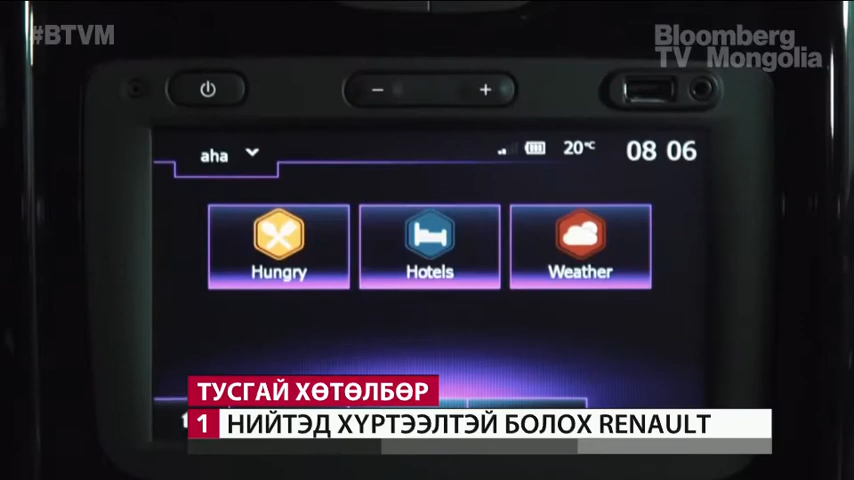 #BTVM
Bloomberg
TV Mongolia
aha
20°C
08 06
Hungry
Hotels
Weather
ТУСГАЙ ХӨТӨЛБӨР
1 НИЙТЭД ХҮРТЭЭЛТЭЙ БОЛОХ RENAULT